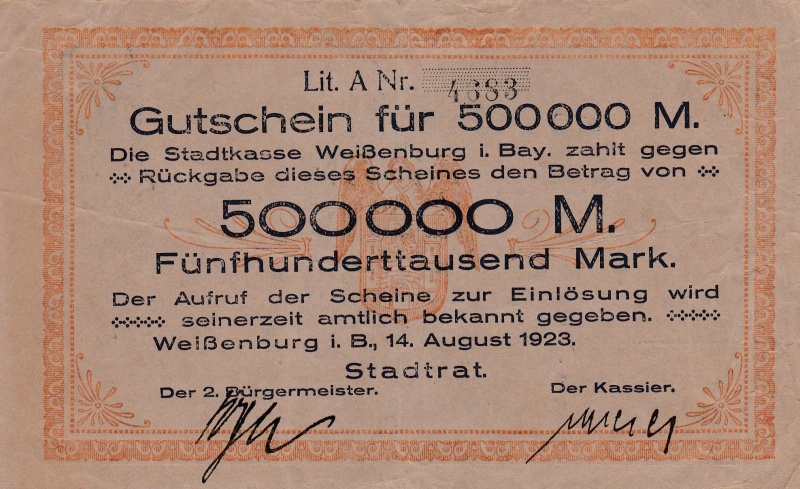 Lit. A Nr. 4383
Gutschein für 500000 M.
Die Stadtkasse Weißenburg i. Bay. zahlt gegen
Rückgabe dieses Scheines den Betrag von
500000 M.
Fünfhunderttausend Mark.
Der Aufruf der Scheine zur Einlösung wird
seinerzeit amtlich bekannt gegeben.
Weißenburg i. B., 14. August 1923.
Stadtrat.
Der 2. Bürgermeister. Der Kassier.